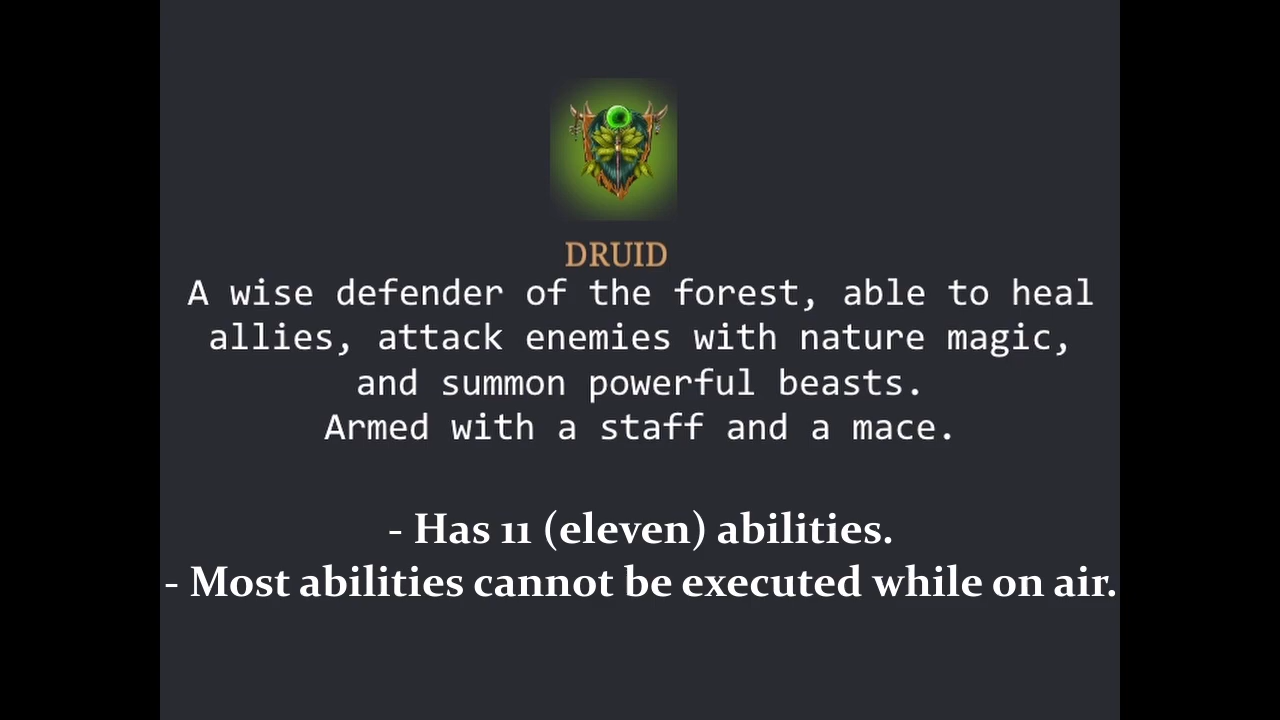 DRUID
A wise defender of the forest, able to heal
allies, attack enemies with nature magic,
and summon powerful beasts.
Armed with a staff and a mace.
- Has 11 (eleven) abilities.
- Most abilities cannot be executed while on air.